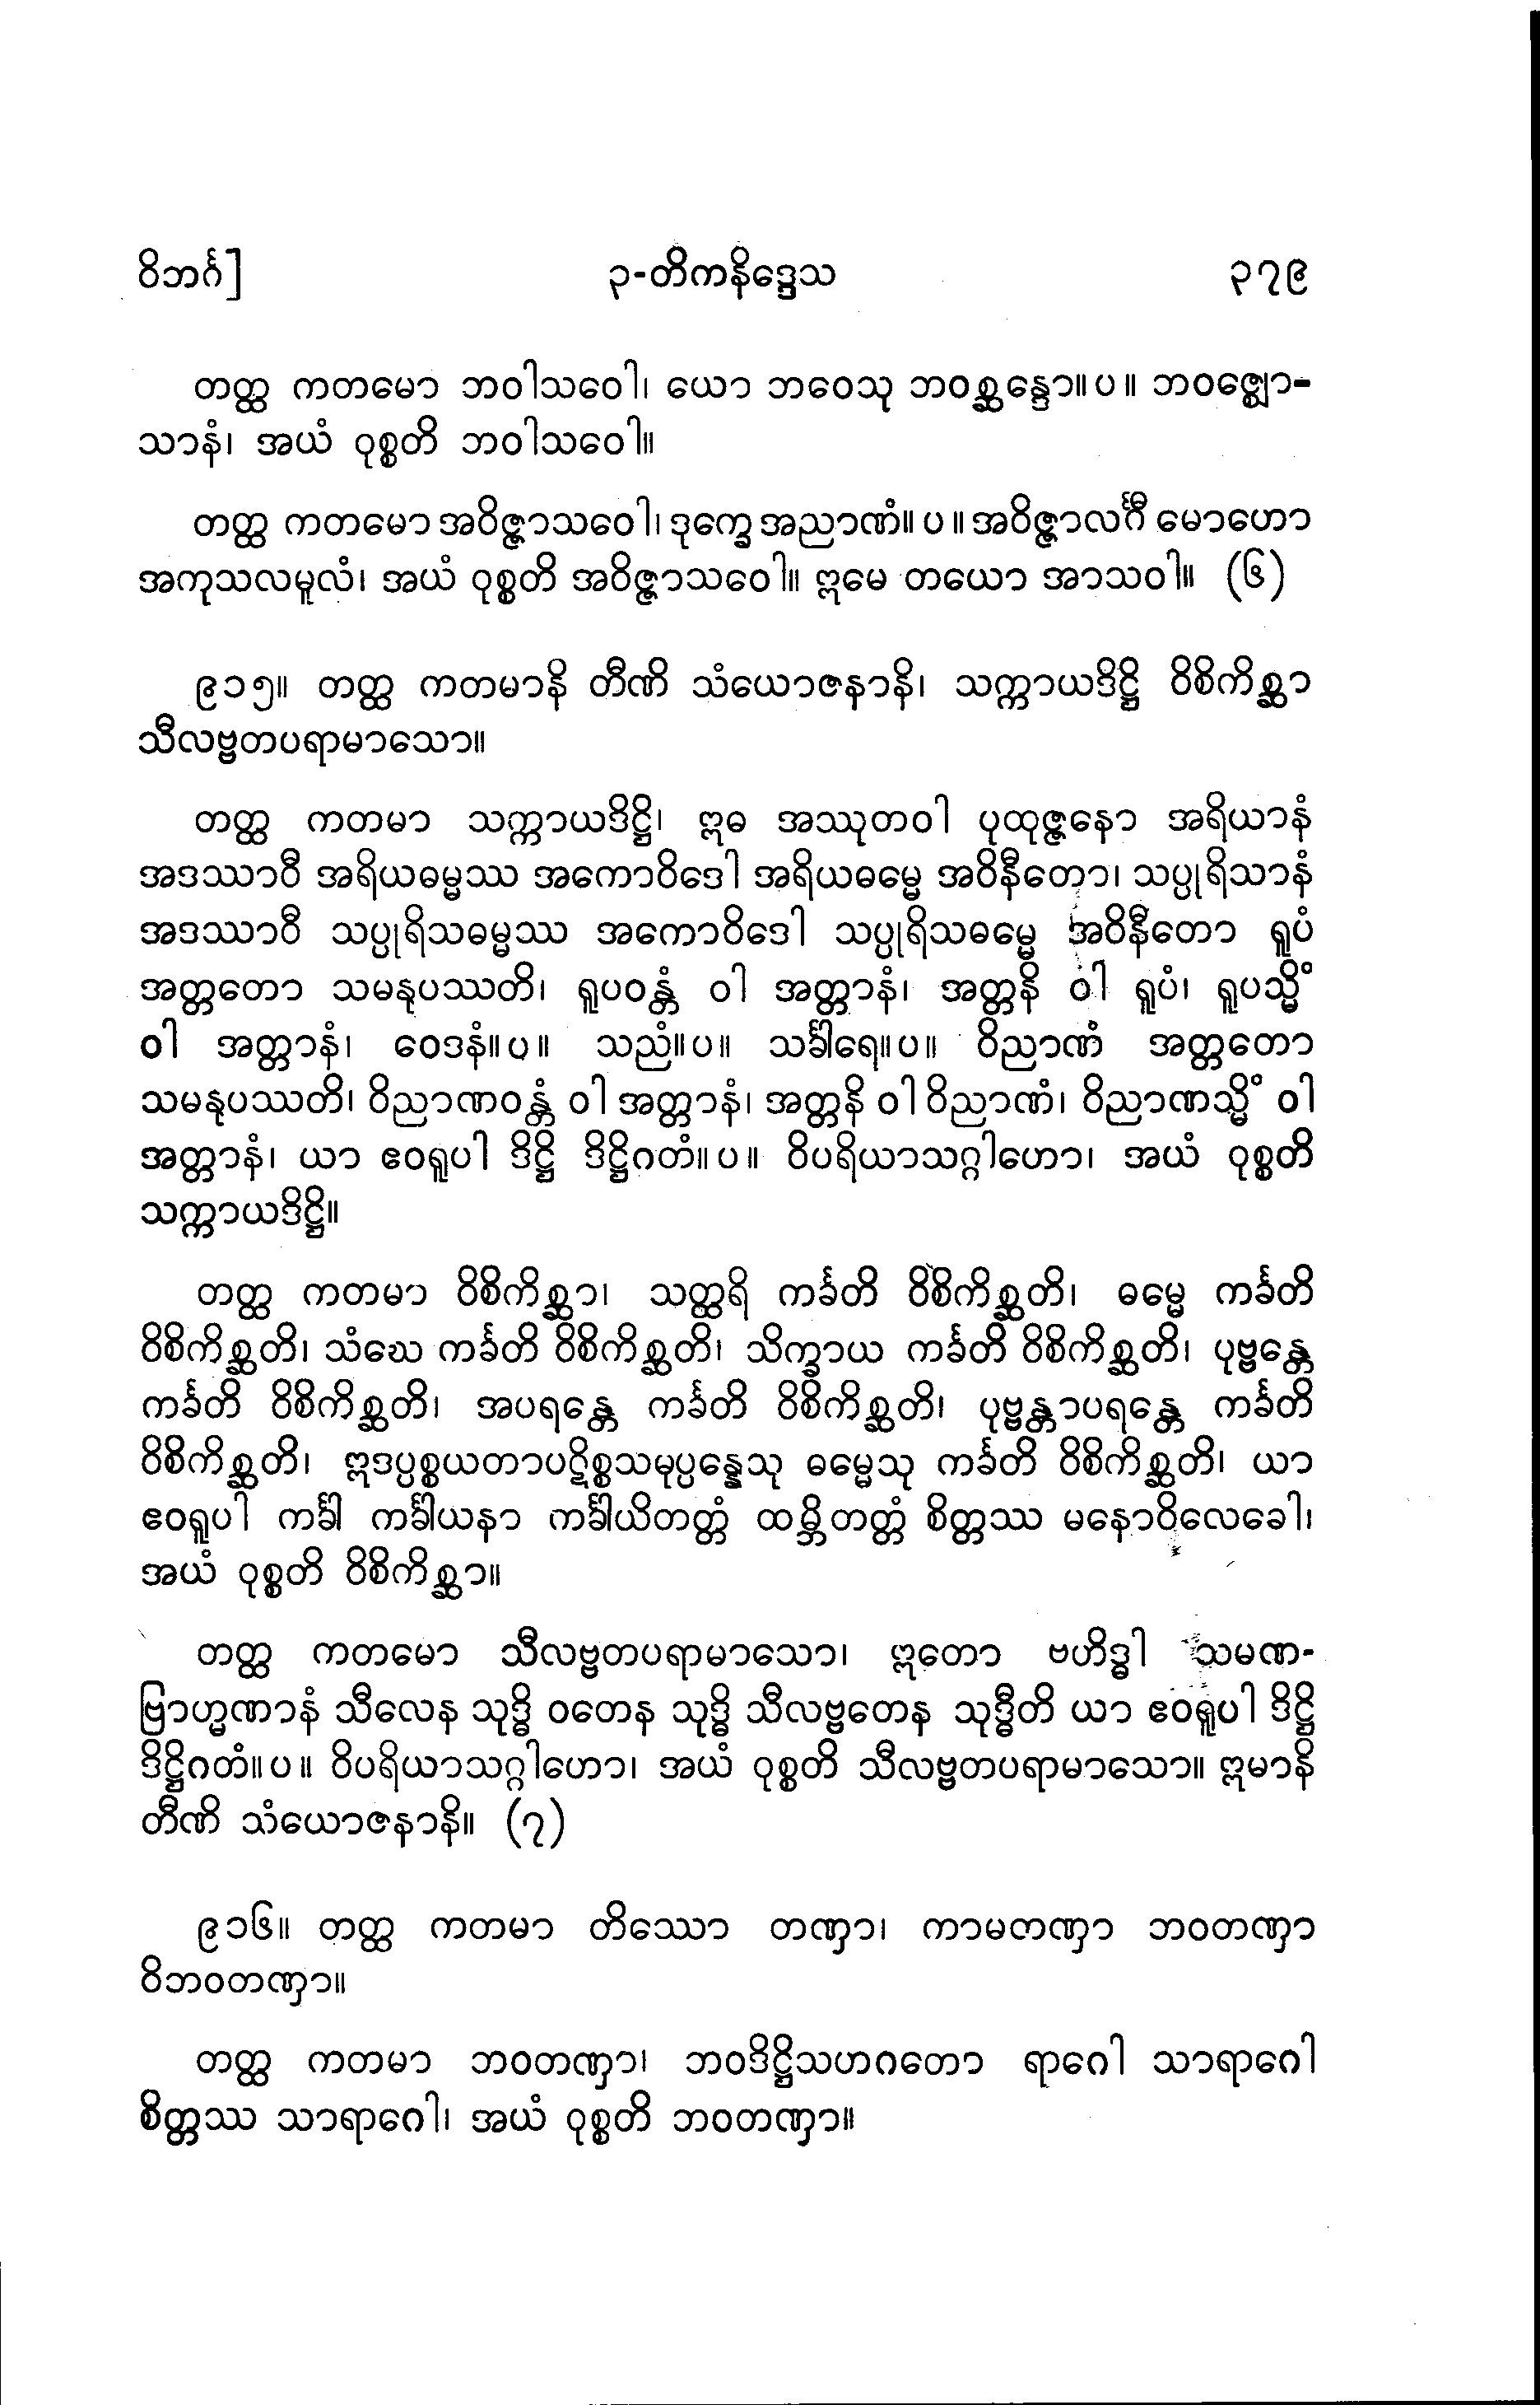 ဝိဘင်္ဂ] ၃-တိကနိဒ္ဒေသ ၃၇၉
တတ္ထ ကတမော ဘဝါသဝေါ၊ ယော ဘဝေသု ဘဝစ္ဆန္ဒော။ပ။ ဘဝဇ္ဈော-
သာနံ၊ အယံ ဝုစ္စတိ ဘဝါသဝေါ။
တတ္ထ ကတမော အဝိဇ္ဇာသဝေါ၊ ဒုက္ခေ အညာဏံ။ပ။ အဝိဇ္ဇာလင်္ဂီ မောဟော
အကုသလမူလံ၊ အယံ ဝုစ္စတိ အဝိဇ္ဇာသဝေါ။ ဣမေ တယော အာသဝါ။ (၆)
၉၁၅။ တတ္ထ ကတမာနိ တီဏိ သံယောဇနာနိ၊ သက္ကာယဒိဋ္ဌိ ဝိစိကိစ္ဆာ
သီလဗ္ဗတပရာမာသော။
တတ္ထ ကတမာ သက္ကာယဒိဋ္ဌိ၊ ဣဓ အဿုတဝါ ပုထုဇ္ဇနော အရိယာနံ
အဒဿာဝီ အရိယဓမ္မဿ အကောဝိဒေါ အရိယဓမ္မေ အဝိနီတော၊ သပ္ပုရိသာနံ
အဒဿာဝီ သပ္ပုရိသဓမ္မဿ အကောဝိဒေါ သပ္ပုရိသဓမ္မေ အဝိနီတော ရူပံ
အတ္တတော သမနုပဿတိ၊ ရူပဝန္တံ ဝါ အတ္တာနံ၊ အတ္တနိ ဝါ ရူပံ၊ ရူပသ္မိံ
ဝါ အတ္တာနံ၊ ဝေဒနံ။ပ။ သညံ။ပ။ သင်္ခါရေ။ပ။ ဝိညာဏံ အတ္တတော
သမနုပဿတိ၊ ဝိညာဏဝန္တံ ဝါ အတ္တာနံ၊ အတ္တနိ ဝါ ဝိညာဏံ၊ ဝိညာဏသ္မိံ ဝါ
အတ္တာနံ၊ ယာ ဧဝရူပါ ဒိဋ္ဌိ ဒိဋ္ဌိဂတံ။ပ။ ဝိပရိယာသဂ္ဂါဟော၊ အယံ ဝုစ္စတိ
သက္ကာယဒိဋ္ဌိ။
တတ္ထ ကတမာ ဝိစိကိစ္ဆာ၊ သတ္ထရိ ကင်္ခတိ ဝိစိကိစ္ဆတိ၊ ဓမ္မေ ကင်္ခတိ
ဝိစိကိစ္ဆတိ၊ သံဃေ ကင်္ခတိ ဝိစိကိစ္ဆတိ၊ သိက္ခာယ ကင်္ခတိ ဝိစိကိစ္ဆတိ၊ ပုဗ္ဗန္တေ
ကင်္ခတိ ဝိစိကိစ္ဆတိ၊ အပရန္တေ ကင်္ခတိ ဝိစိကိစ္ဆတိ၊ ပုဗ္ဗန္တာပရန္တေ ကင်္ခတိ
ဝိစိကိစ္ဆတိ၊ ဣဒပ္ပစ္စယတာပဋိစ္စသမုပ္ပန္နေသု ဓမ္မေသု ကင်္ခတိ ဝိစိကိစ္ဆတိ၊ ယာ
ဧဝရူပါ ကင်္ခါ ကင်္ခါယနာ ကင်္ခါယိတတ္တံ ထမ္ဘိတတ္တံ စိတ္တဿ မနောဝိလေခေါ၊
အယံ ဝုစ္စတိ ဝိစိကိစ္ဆာ။
တတ္ထ ကတမော သီလဗ္ဗတပရာမာသော၊ ဣတော ဗဟိဒ္ဓါ သမဏ-
ဗြာဟ္မဏာနံ သီလေန သုဒ္ဓိ ဝတေန သုဒ္ဓိ သီလဗ္ဗတေန သုဒ္ဓီတိ ယာ ဧဝရူပါ ဒိဋ္ဌိ
ဒိဋ္ဌိဂတံ။ပ။ ဝိပရိယာသဂ္ဂါဟော၊ အယံ ဝုစ္စတိ သီလဗ္ဗတပရာမာသော။ ဣမာနိ
တီဏိ သံယောဇနာနိ။ (၇)
၉၁၆။ တတ္ထ ကတမာ တိဿော တဏှာ၊ ကာမတဏှာ ဘဝတဏှာ
ဝိဘဝတဏှာ။
တတ္ထ ကတမာ ဘဝတဏှာ၊ ဘဝဒိဋ္ဌိသဟဂတော ရာဂေါ သာရာဂေါ
စိတ္တဿ သာရာဂေါ၊ အယံ ဝုစ္စတိ ဘဝတဏှာ။